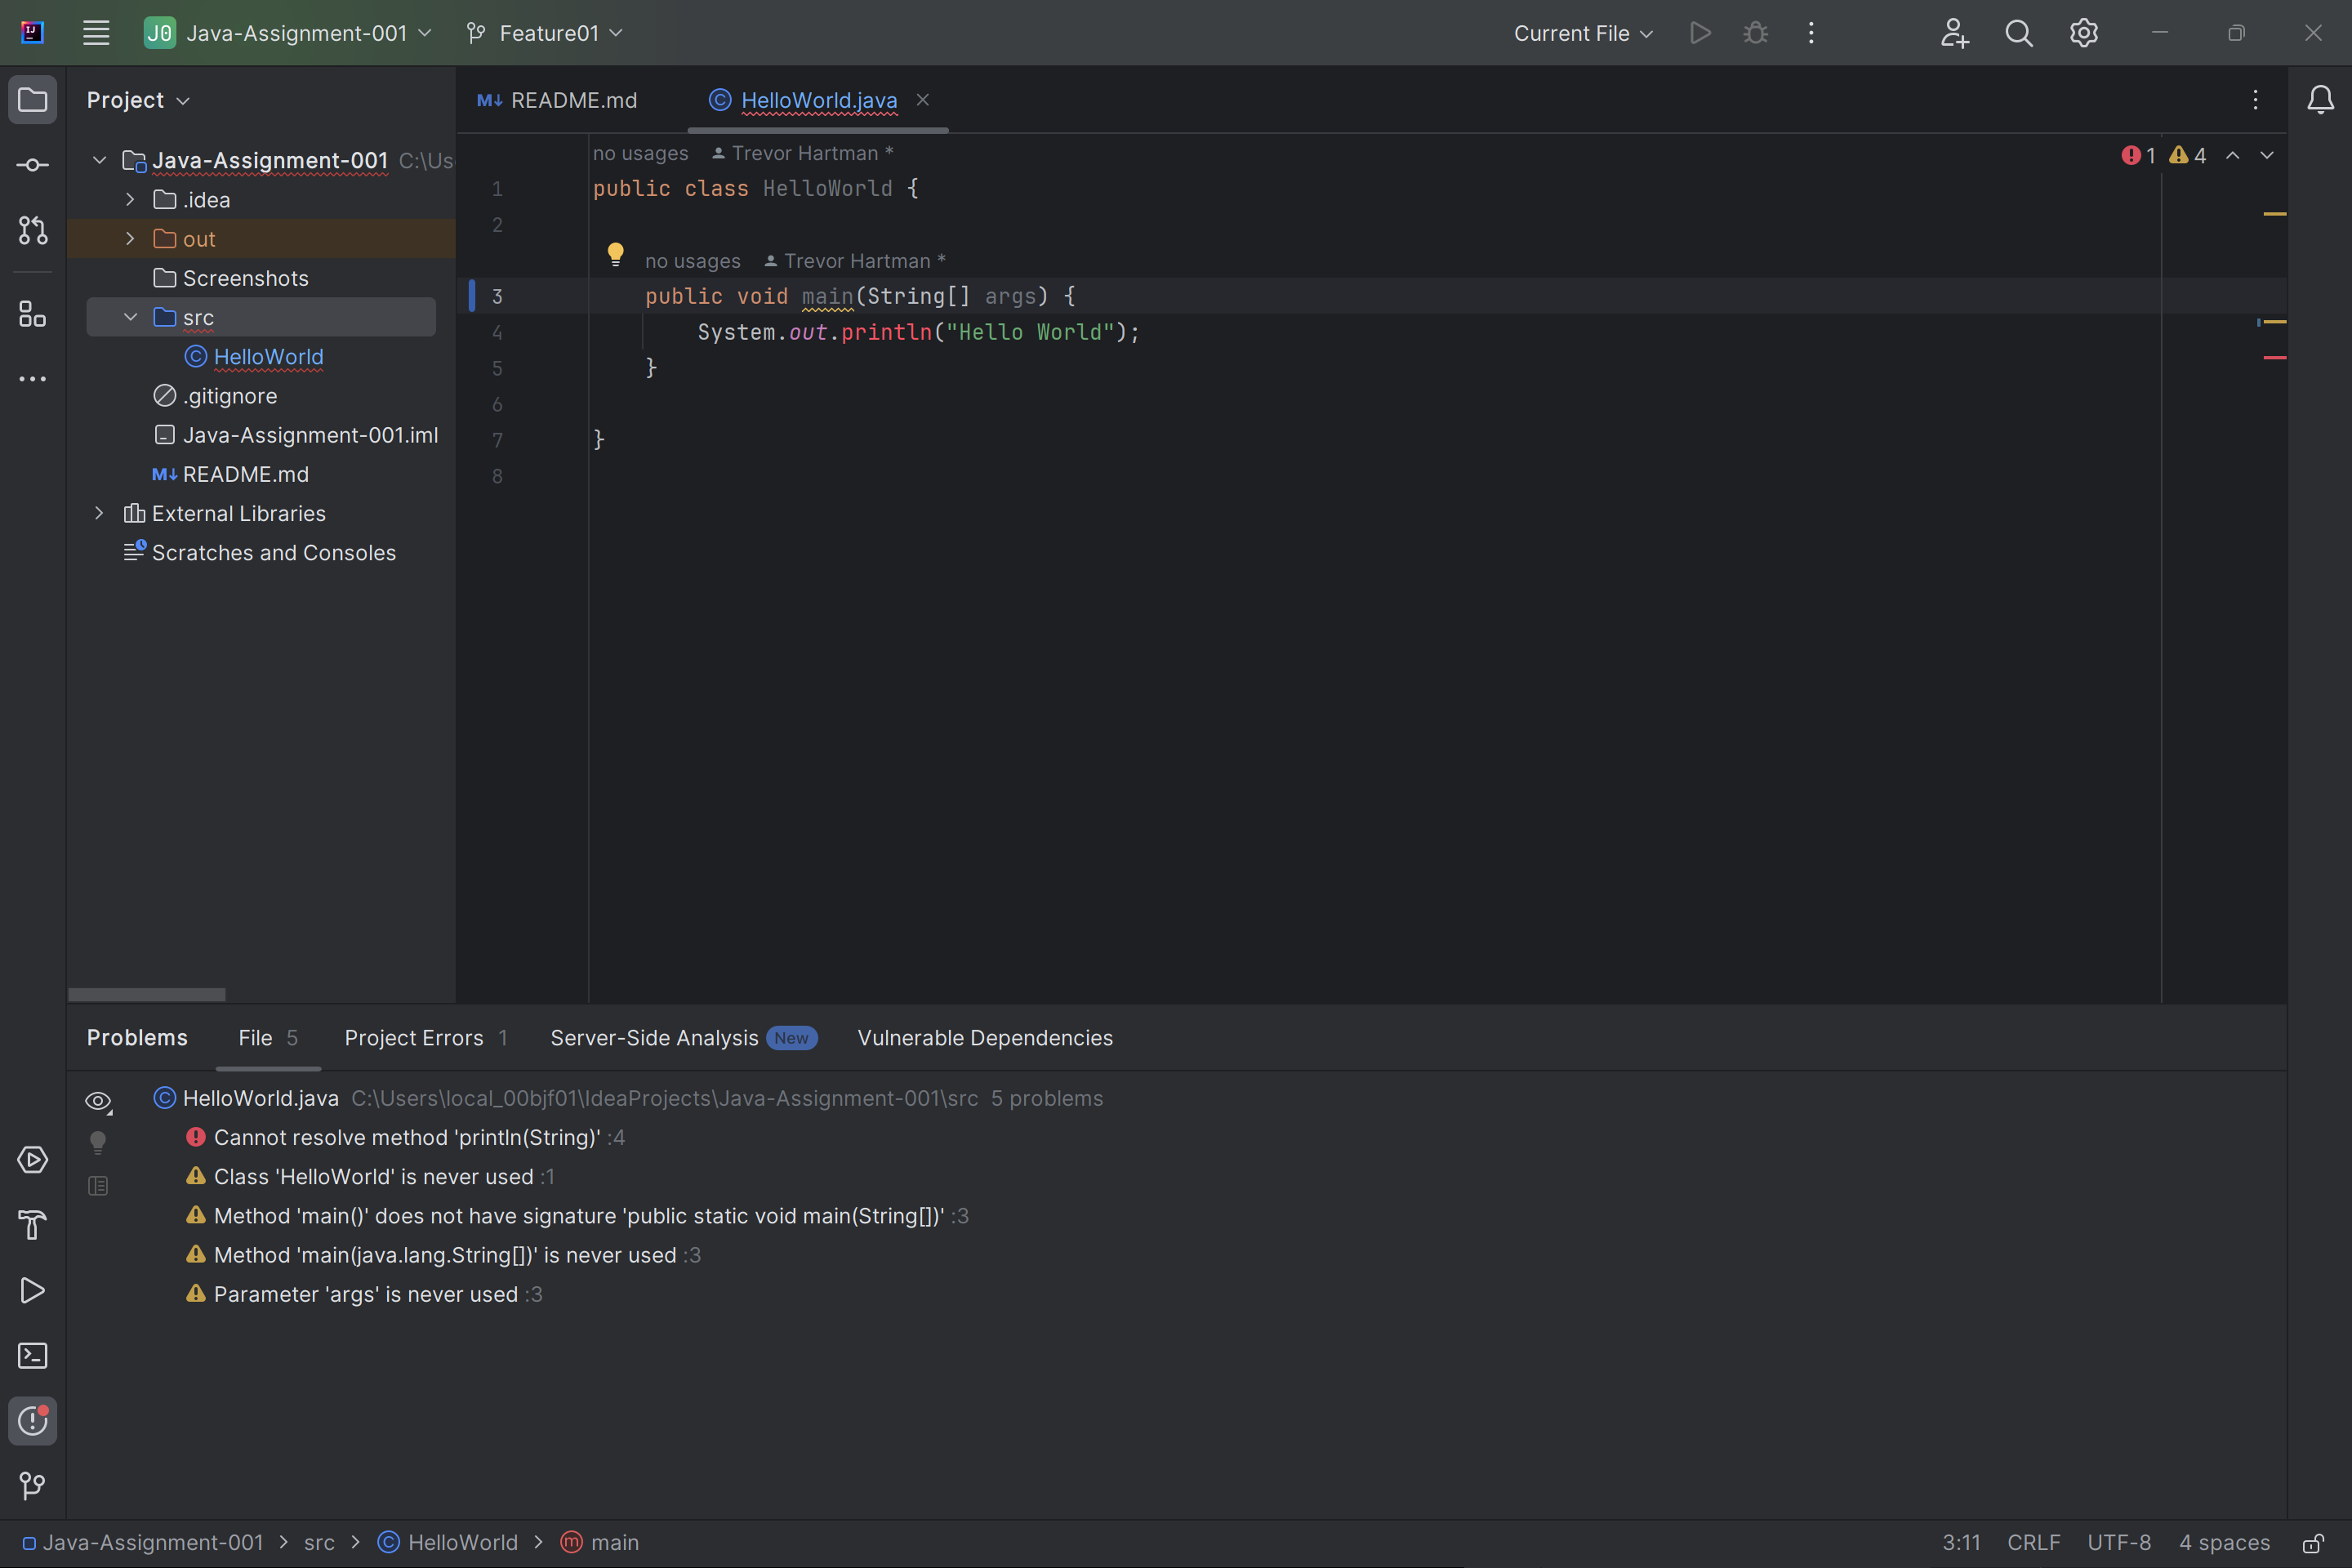 J0 Java-Assignment-001 Feature01 Current File
Project
README.md HelloWorld.java
Java-Assignment-001 C:\Us
.idea
out
Screenshots
src
HelloWorld
.gitignore
Java-Assignment-001.iml
README.md
External Libraries
Scratches and Consoles
no usages Trevor Hartman *
1 4
1 public class HelloWorld {
2
no usages Trevor Hartman *
3 public void main(String[] args) {
4 System.out.println("Hello World");
5 }
6
7 }
8
Problems File 5 Project Errors 1 Server-Side Analysis New Vulnerable Dependencies
HelloWorld.java C:\Users\local_00bjf01\IdeaProjects\Java-Assignment-001\src 5 problems
Cannot resolve method 'println(String)' :4
Class 'HelloWorld' is never used :1
Method 'main()' does not have signature 'public static void main(String[])' :3
Method 'main(java.lang.String[])' is never used :3
Parameter 'args' is never used :3
Java-Assignment-001 > src > HelloWorld > main
3:11 CRLF UTF-8 4 spaces